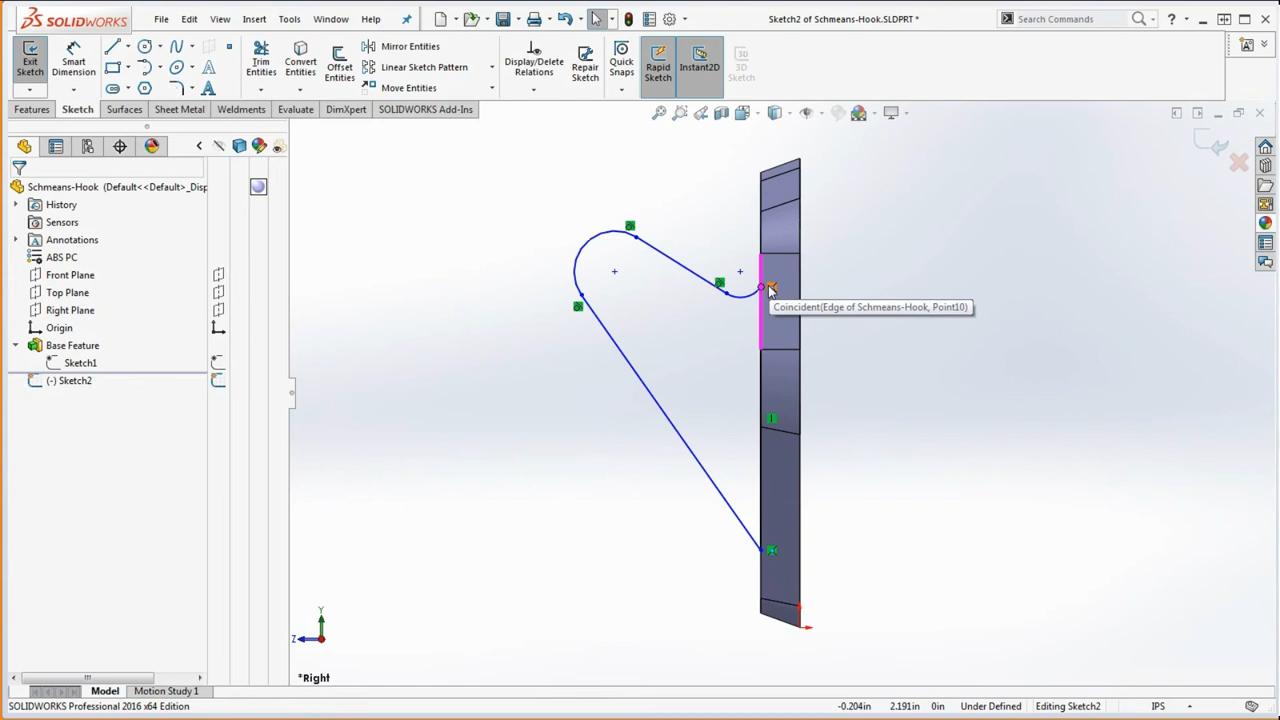 SOLIDWORKS File Edit View Insert Tools Window Help Sketch2 of Schmeans-Hook.SLDPRT * Search Commands ?
Exit Sketch
Smart Dimension
Trim Entities
Convert Entities
Offset Entities
Mirror Entities
Linear Sketch Pattern
Move Entities
Display/Delete Relations
Repair Sketch
Quick Snaps
Rapid Sketch
Instant2D
3D Sketch
Features Sketch Surfaces Sheet Metal Weldments Evaluate DimXpert SOLIDWORKS Add-Ins
Schmeans-Hook (Default<<Default>_Disp
History
Sensors
Annotations
ABS PC
Front Plane
Top Plane
Right Plane
Origin
Base Feature
Sketch1
(-) Sketch2
Coincident(Edge of Schmeans-Hook, Point10)
Y
Z
*Right
Model Motion Study 1
SOLIDWORKS Professional 2016 x64 Edition -0.204in 2.191in 0in Under Defined Editing Sketch2 IPS